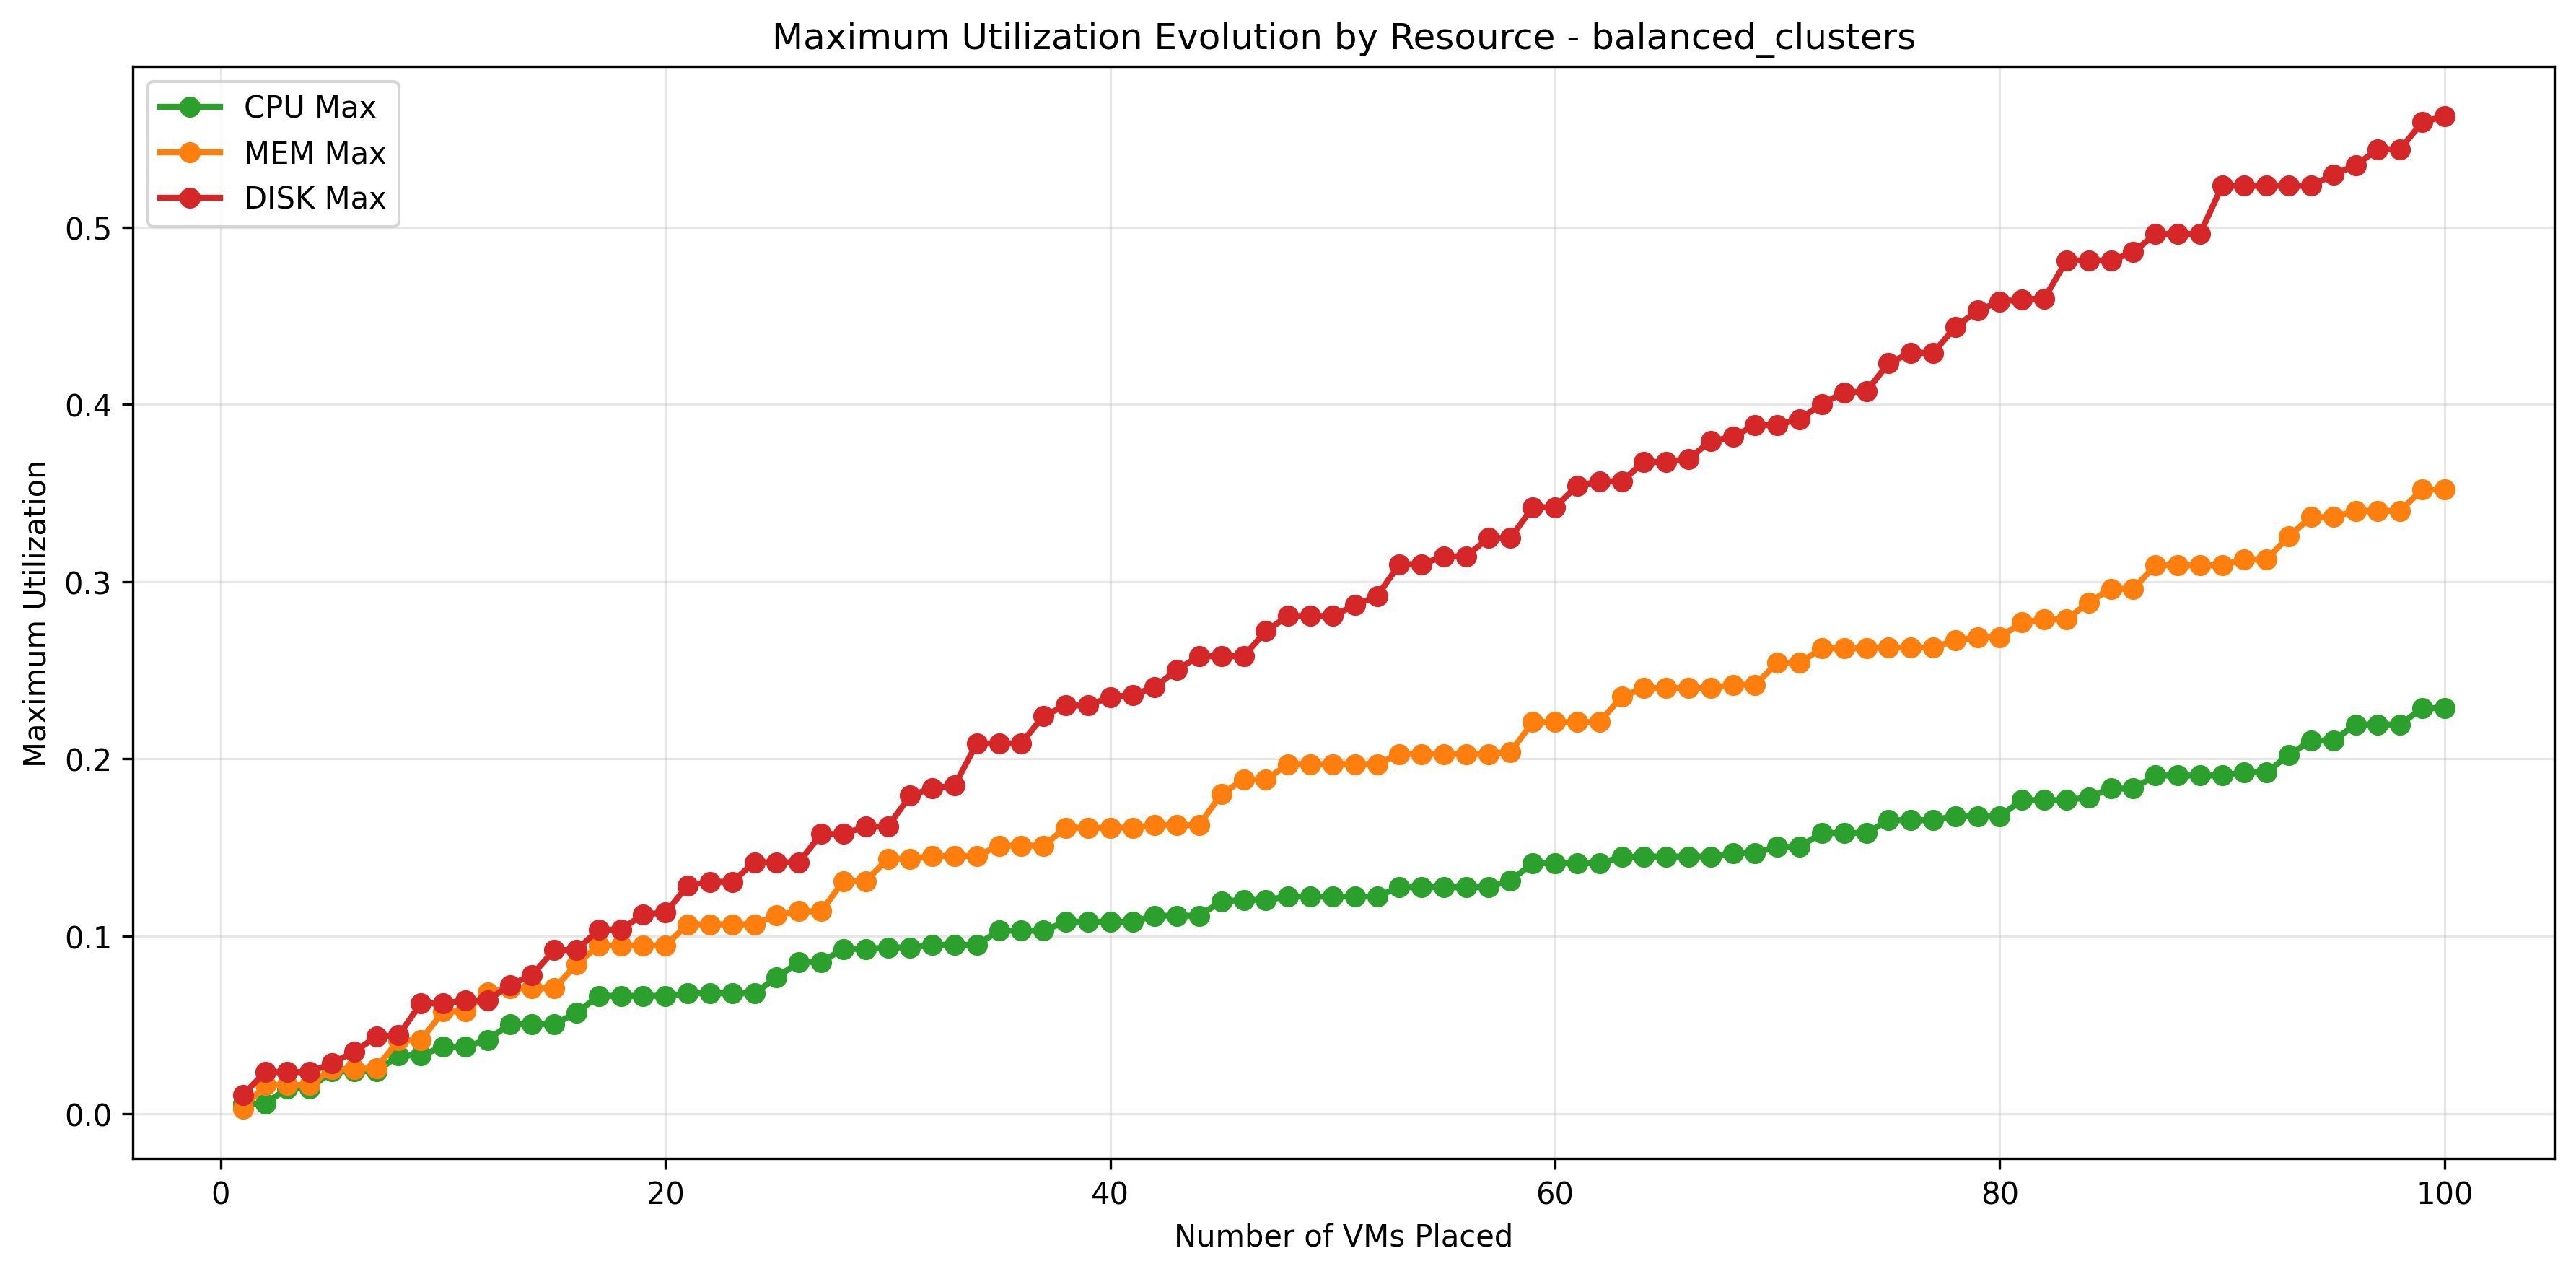 Maximum Utilization Evolution by Resource - balanced_clusters
CPU Max
MEM Max
DISK Max
Maximum Utilization
0.5
0.4
0.3
0.2
0.1
0.0
0 20 40 60 80 100
Number of VMs Placed